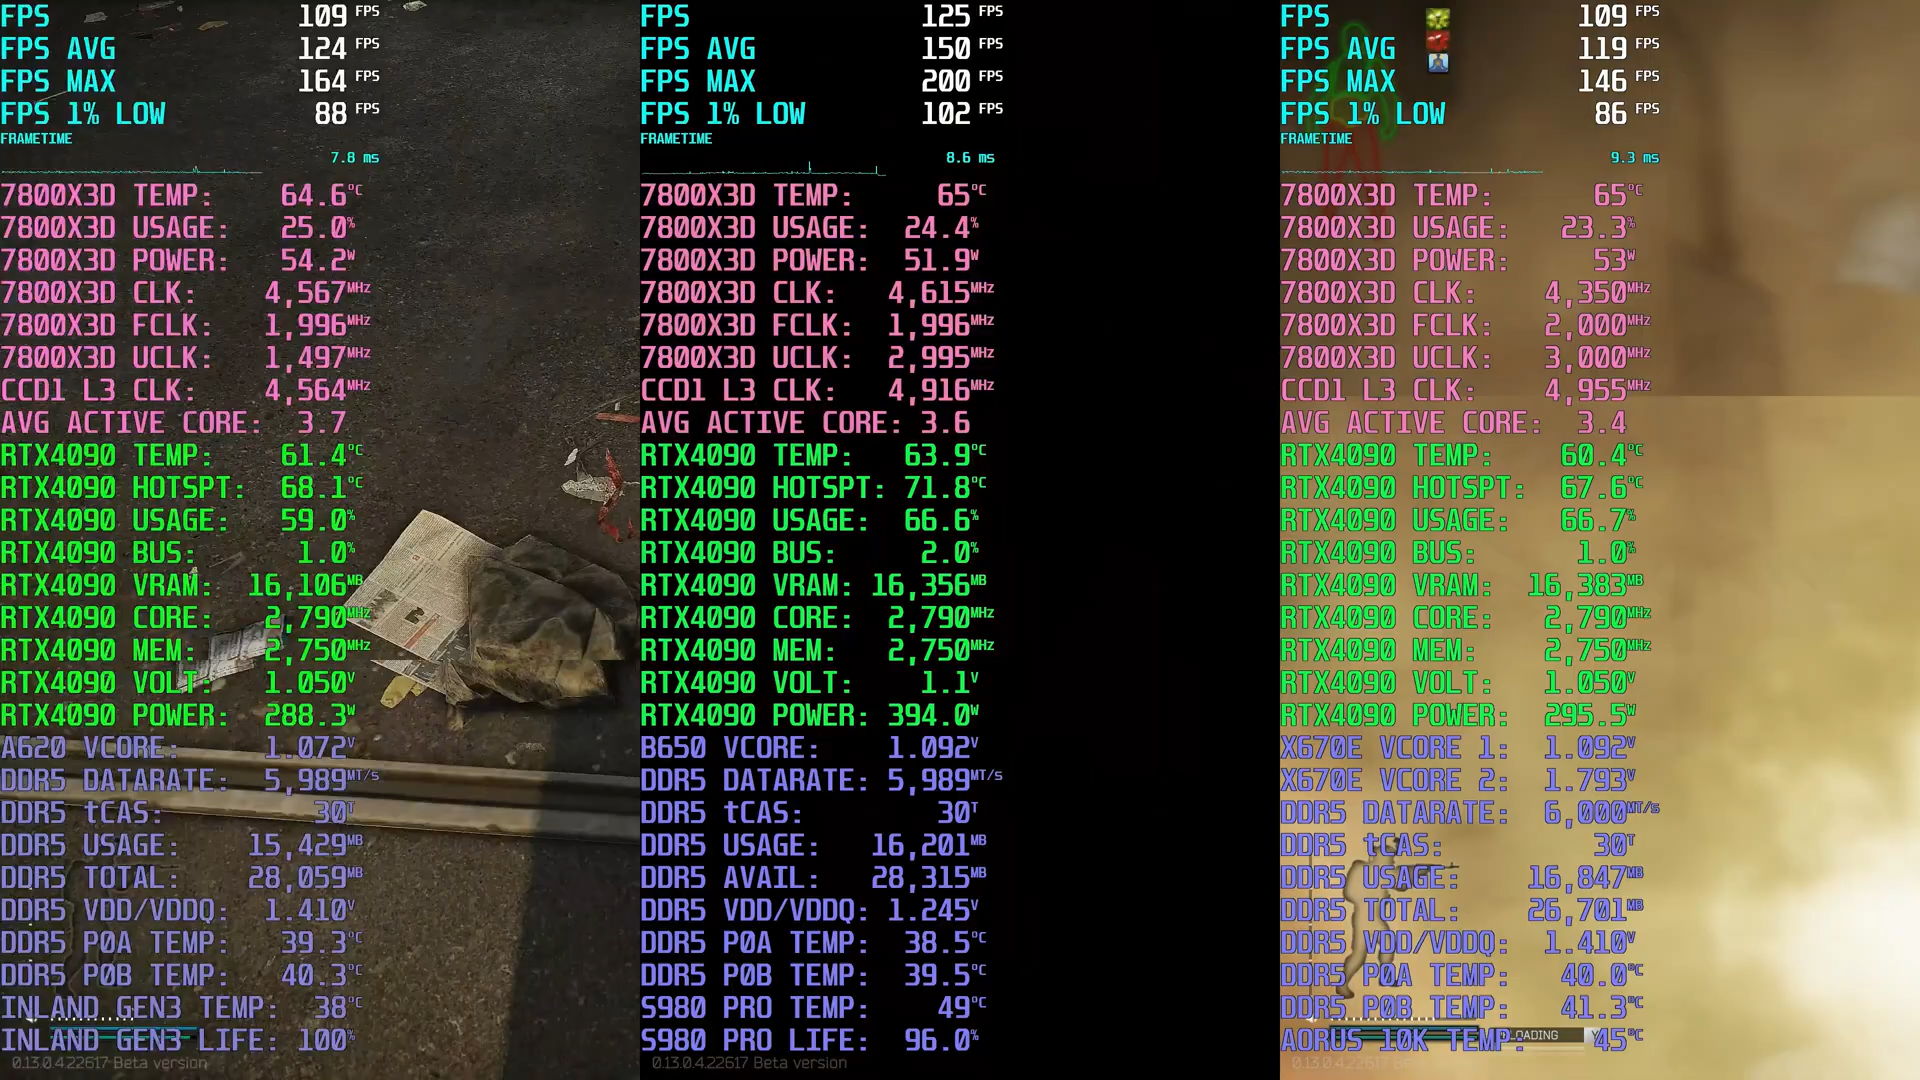 FPS 109 FPS
FPS AVG 124 FPS
FPS MAX 164 FPS
FPS 1% LOW 88 FPS
FRAMETIME
7.8 ms
7800X3D TEMP: 64.6°C
7800X3D USAGE: 25.0%
7800X3D POWER: 54.2W
7800X3D CLK: 4,567MHz
7800X3D FCLK: 1,996MHz
7800X3D UCLK: 1,497MHz
CCD1 L3 CLK: 4,564MHz
AVG ACTIVE CORE: 3.7
RTX4090 TEMP: 61.4°C
RTX4090 HOTSPT: 68.1°C
RTX4090 USAGE: 59.0%
RTX4090 BUS: 1.0%
RTX4090 VRAM: 16,106MB
RTX4090 CORE: 2,790MHz
RTX4090 MEM: 2,750MHz
RTX4090 VOLT: 1.050V
RTX4090 POWER: 288.3W
A620 VCORE: 1.072V
DDR5 DATARATE: 5,989MT/s
DDR5 tCAS: 30T
DDR5 USAGE: 15,429MB
DDR5 TOTAL: 28,059MB
DDR5 VDD/VDDQ: 1.410V
DDR5 P0A TEMP: 39.3°C
DDR5 P0B TEMP: 40.3°C
INLAND GEN3 TEMP: 38°C
INLAND GEN3 LIFE: 100%
0.13.0.4.22617 Beta version
FPS 125 FPS
FPS AVG 150 FPS
FPS MAX 200 FPS
FPS 1% LOW 102 FPS
FRAMETIME
8.6 ms
7800X3D TEMP: 65°C
7800X3D USAGE: 24.4%
7800X3D POWER: 51.9W
7800X3D CLK: 4,615MHz
7800X3D FCLK: 1,996MHz
7800X3D UCLK: 2,995MHz
CCD1 L3 CLK: 4,916MHz
AVG ACTIVE CORE: 3.6
RTX4090 TEMP: 63.9°C
RTX4090 HOTSPT: 71.8°C
RTX4090 USAGE: 66.6%
RTX4090 BUS: 2.0%
RTX4090 VRAM: 16,356MB
RTX4090 CORE: 2,790MHz
RTX4090 MEM: 2,750MHz
RTX4090 VOLT: 1.1V
RTX4090 POWER: 394.0W
B650 VCORE: 1.092V
DDR5 DATARATE: 5,989MT/s
DDR5 tCAS: 30T
DDR5 USAGE: 16,201MB
DDR5 AVAIL: 28,315MB
DDR5 VDD/VDDQ: 1.245V
DDR5 P0A TEMP: 38.5°C
DDR5 P0B TEMP: 39.5°C
S980 PRO TEMP: 49°C
S980 PRO LIFE: 96.0%
0.13.0.4.22617 Beta version
FPS 109 FPS
FPS AVG 119 FPS
FPS MAX 146 FPS
FPS 1% LOW 86 FPS
FRAMETIME
9.3 ms
7800X3D TEMP: 65°C
7800X3D USAGE: 23.3%
7800X3D POWER: 53W
7800X3D CLK: 4,350MHz
7800X3D FCLK: 2,000MHz
7800X3D UCLK: 3,000MHz
CCD1 L3 CLK: 4,955MHz
AVG ACTIVE CORE: 3.4
RTX4090 TEMP: 60.4°C
RTX4090 HOTSPT: 67.6°C
RTX4090 USAGE: 66.7%
RTX4090 BUS: 1.0%
RTX4090 VRAM: 16,383MB
RTX4090 CORE: 2,790MHz
RTX4090 MEM: 2,750MHz
RTX4090 VOLT: 1.050V
RTX4090 POWER: 295.5W
X670E VCORE 1: 1.092V
X670E VCORE 2: 1.793V
DDR5 DATARATE: 6,000MT/s
DDR5 tCAS: 30T
DDR5 USAGE: 16,847MB
DDR5 TOTAL: 26,701MB
DDR5 VDD/VDDQ: 1.410V
DDR5 P0A TEMP: 40.0°C
DDR5 P0B TEMP: 41.3°C
AORUS 10K TEMP: 45°C
LOADING
0.13.0.4.22617 Beta version